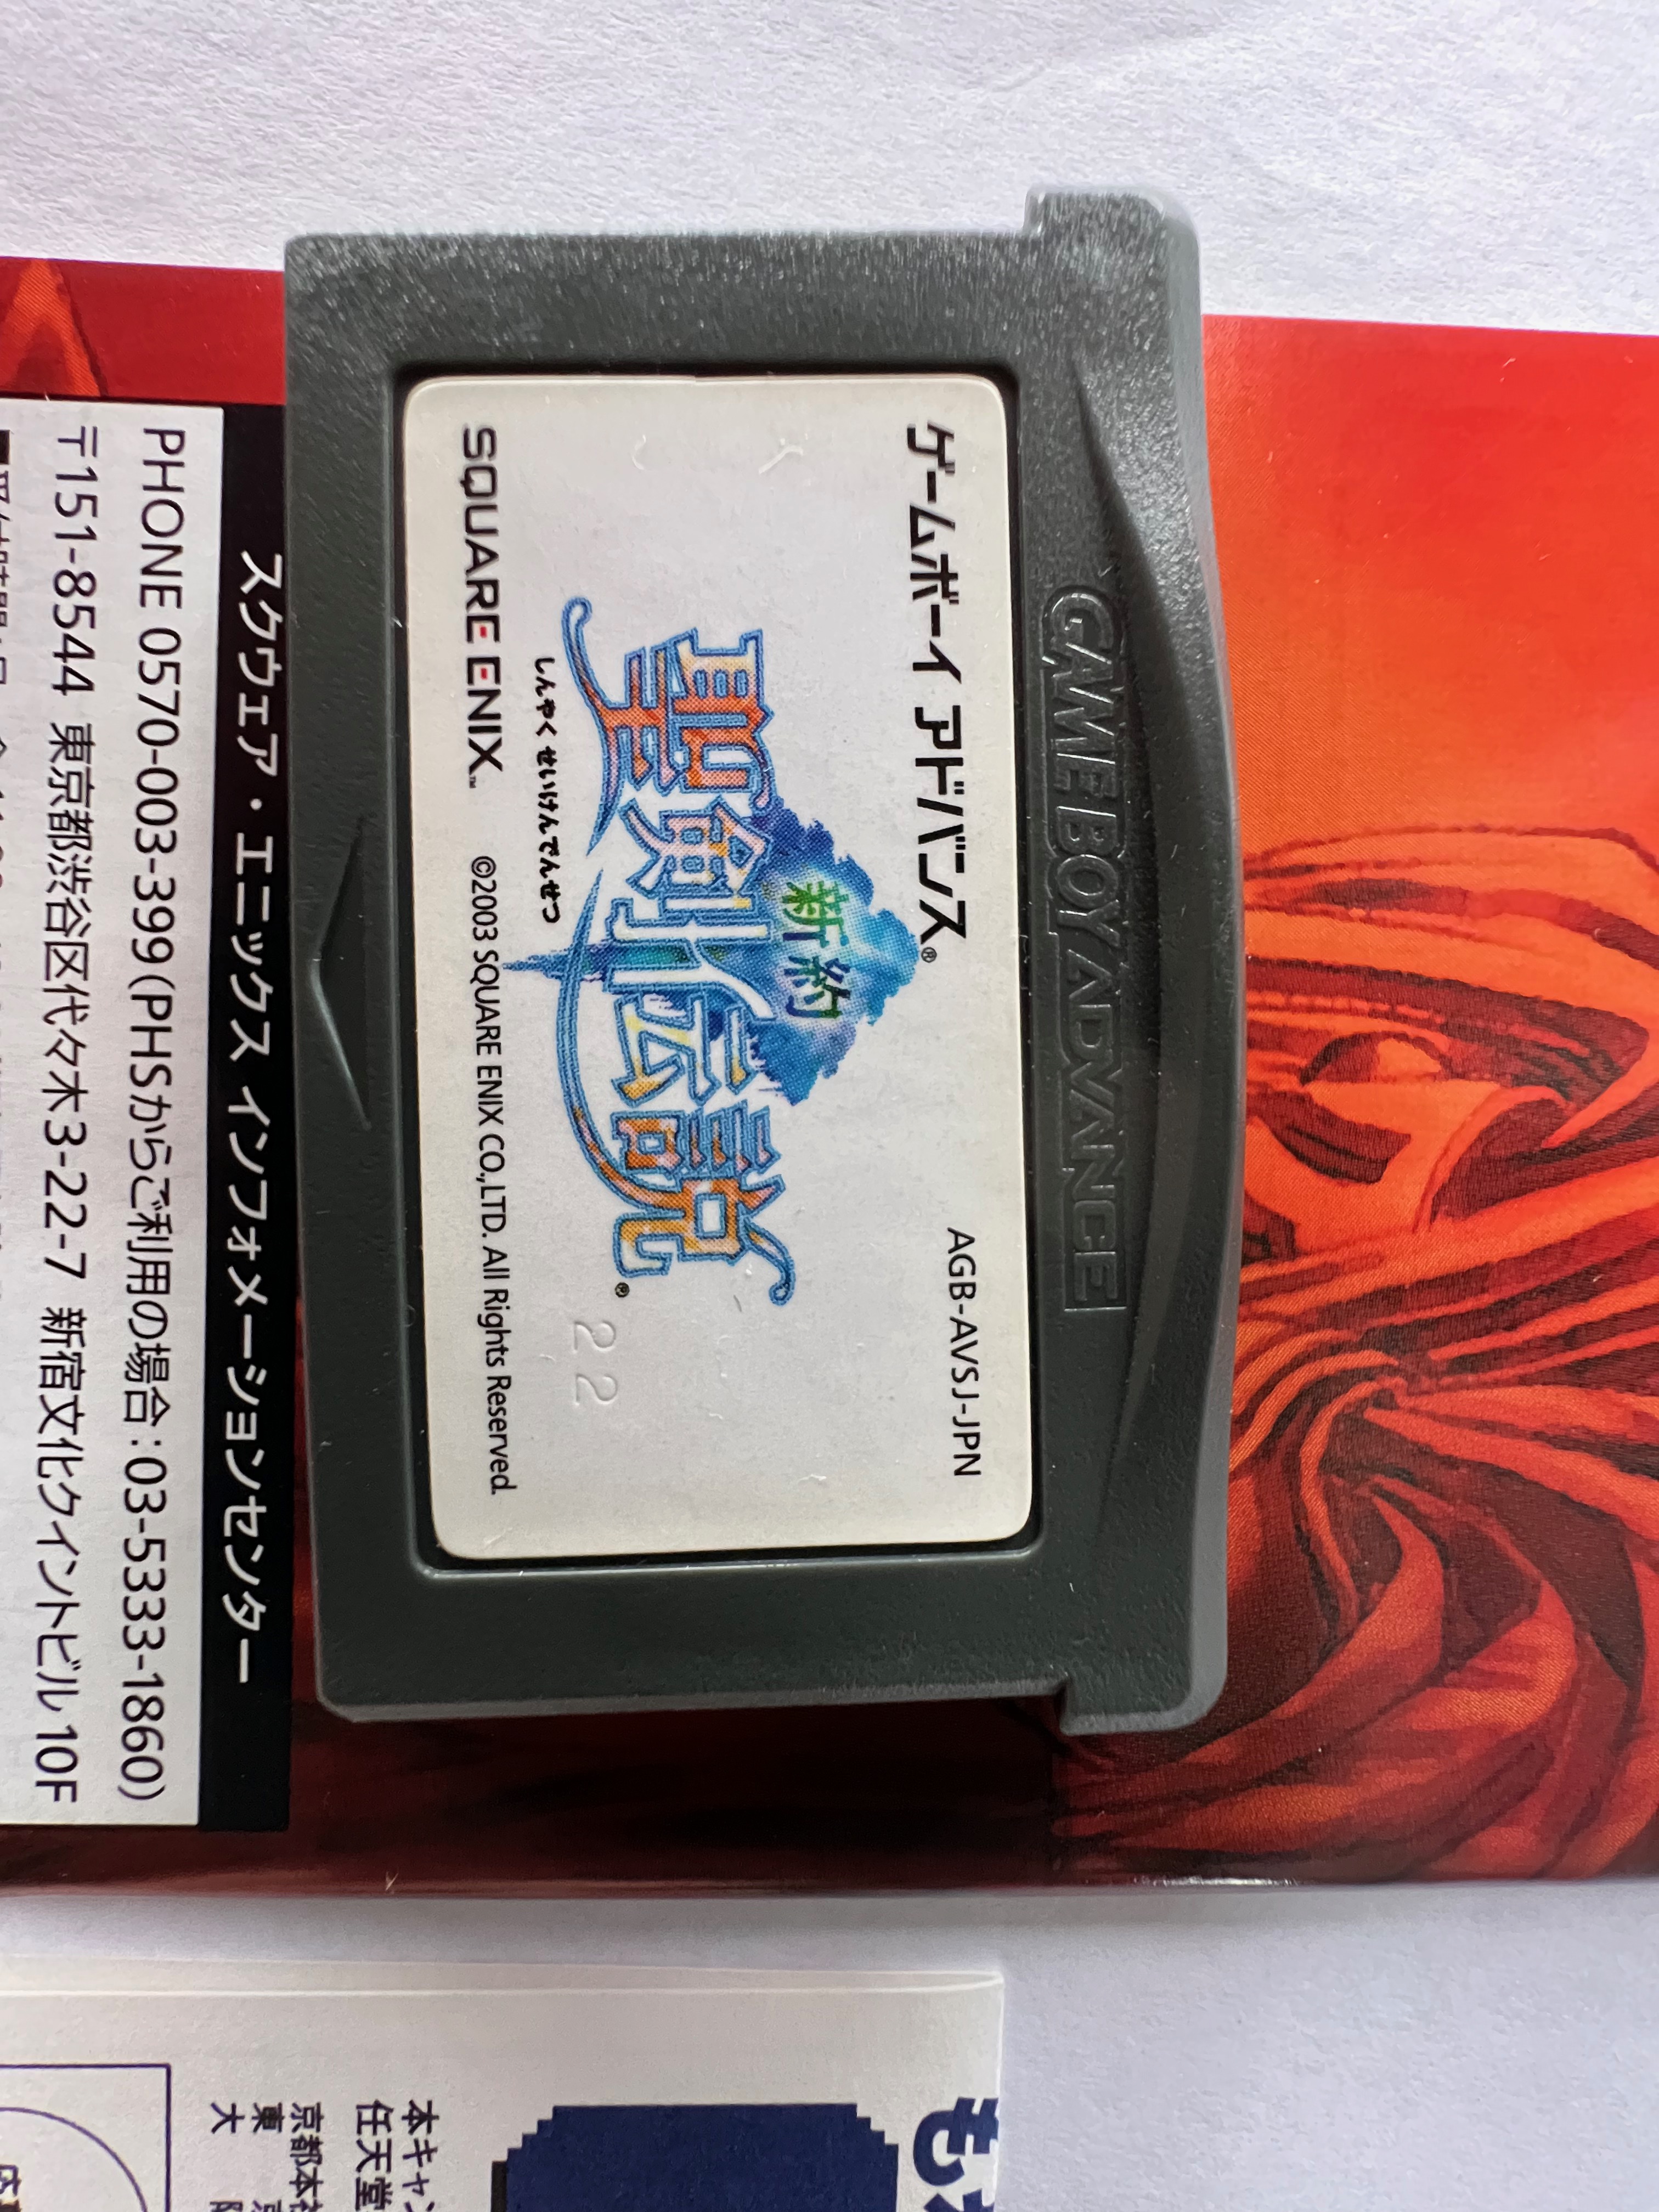 GAME BOY ADVANCE
ゲームボーイ アドバンス® AGB-AVSJ-JPN
新約
聖剣伝説®
しんやく せいけんでんせつ
22
SQUARE ENIX™ ©2003 SQUARE ENIX CO.,LTD. All Rights Reserved.
スクウェア・エニックス インフォメーションセンター
PHONE 0570-003-399(PHSからご利用の場合:03-5333-1860)
〒151-8544 東京都渋谷区代々木3-22-7 新宿文化クイントビル10F
も
本キャン
任天堂
京都本社
東 京
大